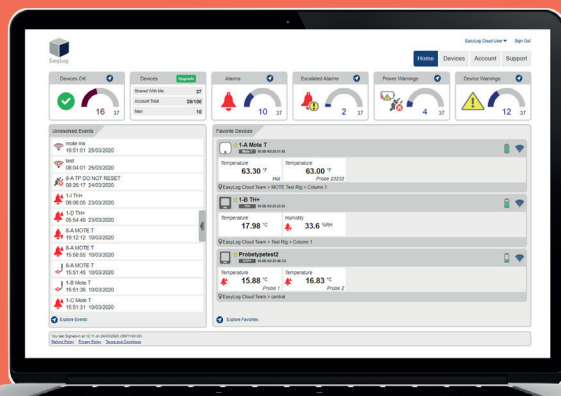 EasyLog Cloud User Sign Out
EasyLog
Home Devices Account Support
Devices OK
16 37
Devices Upgrade
Shared With Me 37
Account Total 39/100
New 10
Alarms
10 37
Escalated Alarms
2 37
Power Warnings
4 37
Device Warnings
12 37
Unresolved Events
mote ms
15:51:01 25/03/2020
test
08:04:01 25/03/2020
8-A TP DO NOT RESET
08:26:17 24/03/2020
1-I TH+
06:06:05 23/03/2020
1-D TH+
05:54:49 23/03/2020
8-A MOTE T
19:12:12 10/03/2020
8-A MOTE T
15:58:55 10/03/2020
8-A MOTE T
15:51:45 10/03/2020
1-B Mote T
15:51:36 10/03/2020
1-C Mote T
15:51:31 10/03/2020
Explore Events
Favorite Devices
1-A Mote T
Temperature
63.30 °F
Hot
Temperature
63.00 °F
Probe 23232
EasyLog Cloud Team > MOTE Test Rig > Column 1
1-B TH+
Temperature
17.98 °C
Humidity
33.6 %RH
EasyLog Cloud Team > Test Rig > Column 1
Probetypetest2
Temperature
15.88 °C
Probe 1
Temperature
16.83 °C
Probe 2
EasyLog Cloud Team > central
Explore Favorites
Refund Policy Privacy Policy Terms and Conditions